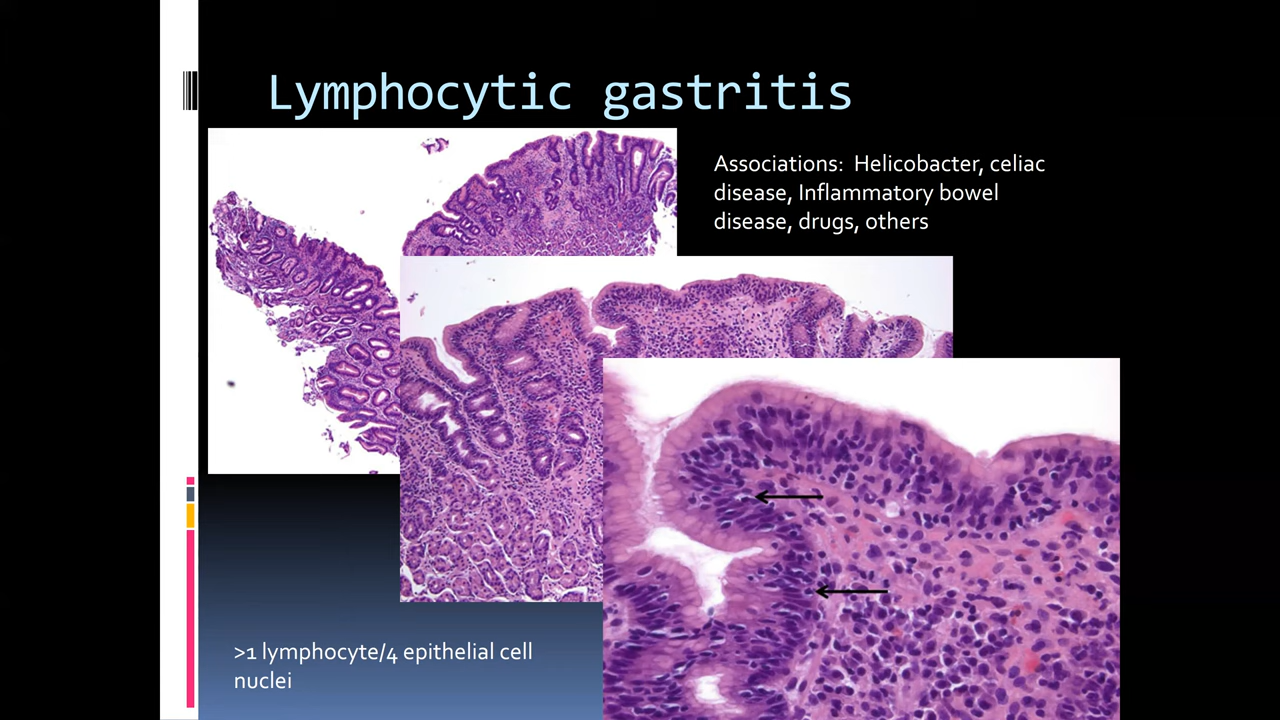 Lymphocytic gastritis
Associations:  Helicobacter, celiac
disease, Inflammatory bowel
disease, drugs, others
>1 lymphocyte/4 epithelial cell
nuclei